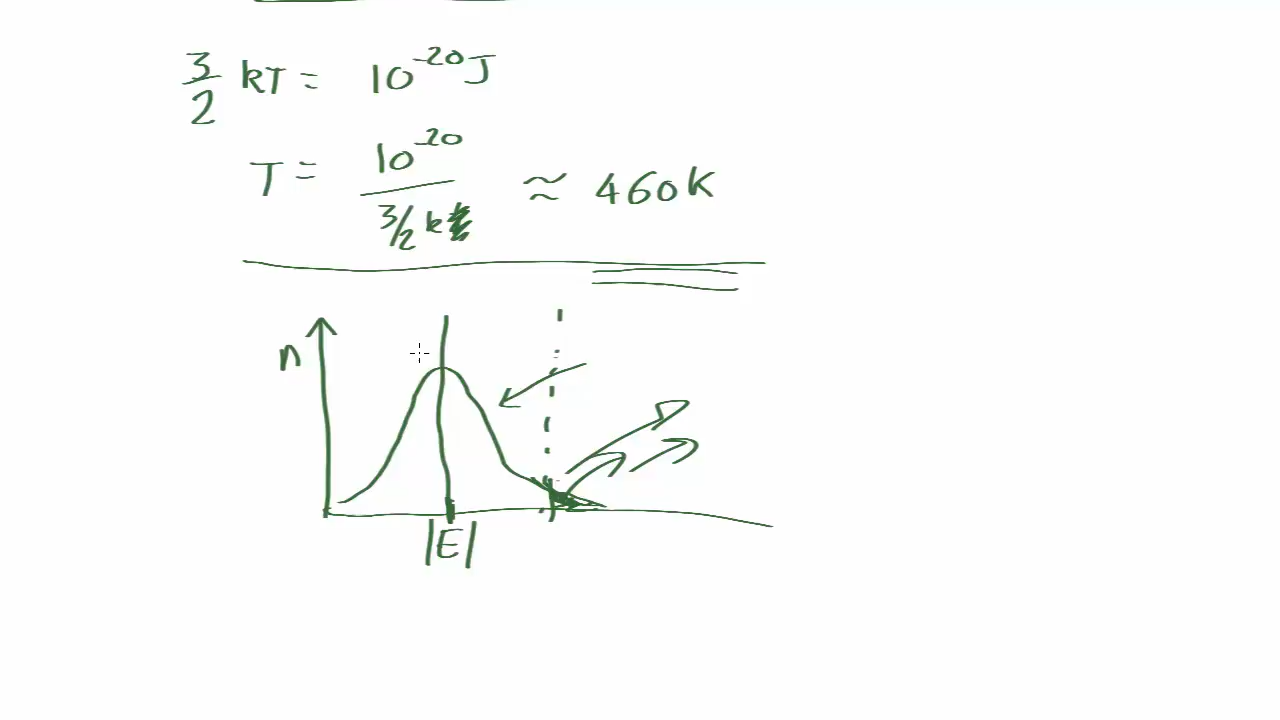 3/2 kT = 10^-20 J
T = 10^-20 / 3/2 k ≈ 460K
n
|E|